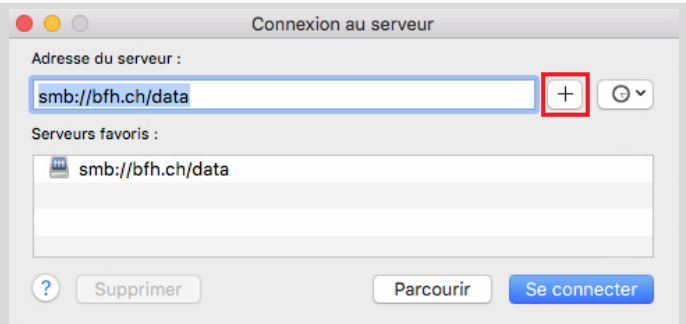 Connexion au serveur
Adresse du serveur :
smb://bfh.ch/data
+
Serveurs favoris :
smb://bfh.ch/data
? Supprimer Parcourir Se connecter